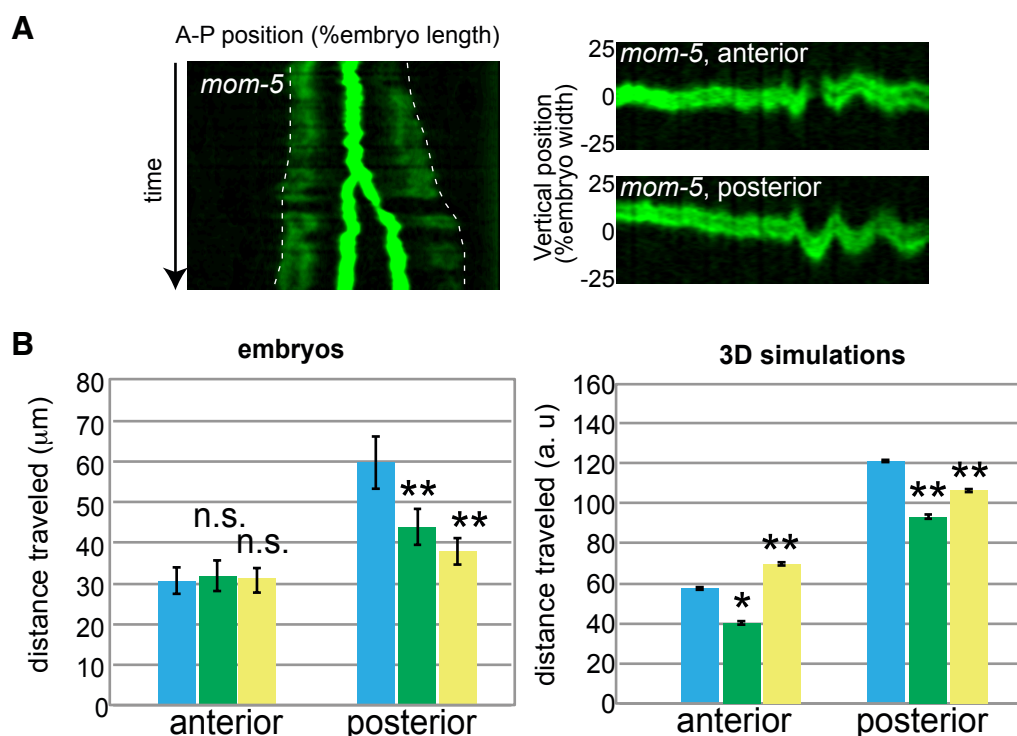 A
A-P position (%embryo length)
time
mom-5
Vertical position
(%embryo width)
25
0
-25
mom-5, anterior
25
0
-25
mom-5, posterior
B
embryos
distance traveled (μm)
80
70
60
50
40
30
20
10
0
n.s.
n.s.
**
**
anterior
posterior
3D simulations
distance traveled (a. u)
160
140
120
100
80
60
40
20
0
*
**
**
**
anterior
posterior